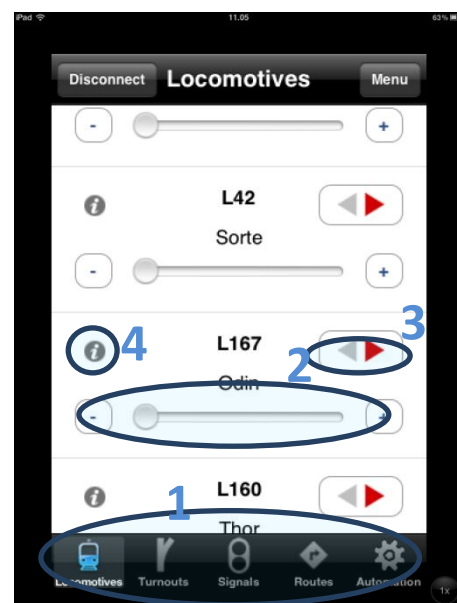 iPad 11.05 63%
Disconnect Locomotives Menu
- +
L42
Sorte
- +
4 L167 3
2
Odin
- +
L160
1
Thor
Locomotives Turnouts Signals Routes Automation
1x